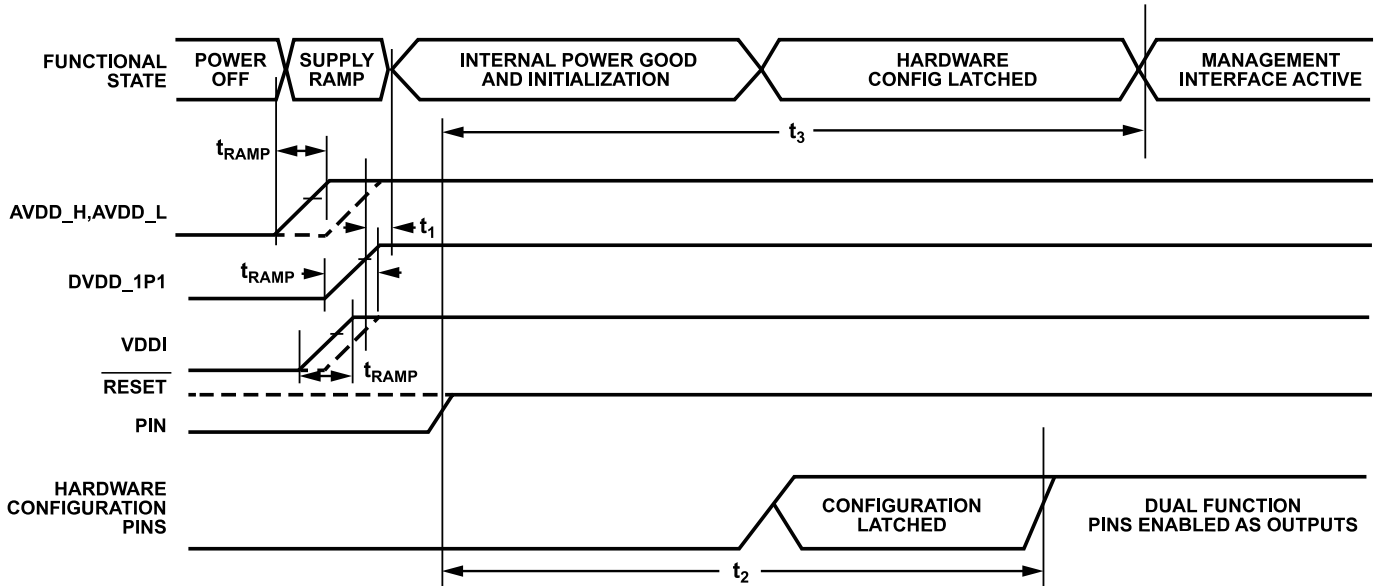 FUNCTIONAL
STATE
POWER
OFF
SUPPLY
RAMP
INTERNAL POWER GOOD
AND INITIALIZATION
HARDWARE
CONFIG LATCHED
MANAGEMENT
INTERFACE ACTIVE
t3
tRAMP
AVDD_H,AVDD_L
t1
tRAMP
DVDD_1P1
VDDI
tRAMP
RESET
PIN
HARDWARE
CONFIGURATION
PINS
CONFIGURATION
LATCHED
DUAL FUNCTION
PINS ENABLED AS OUTPUTS
t2